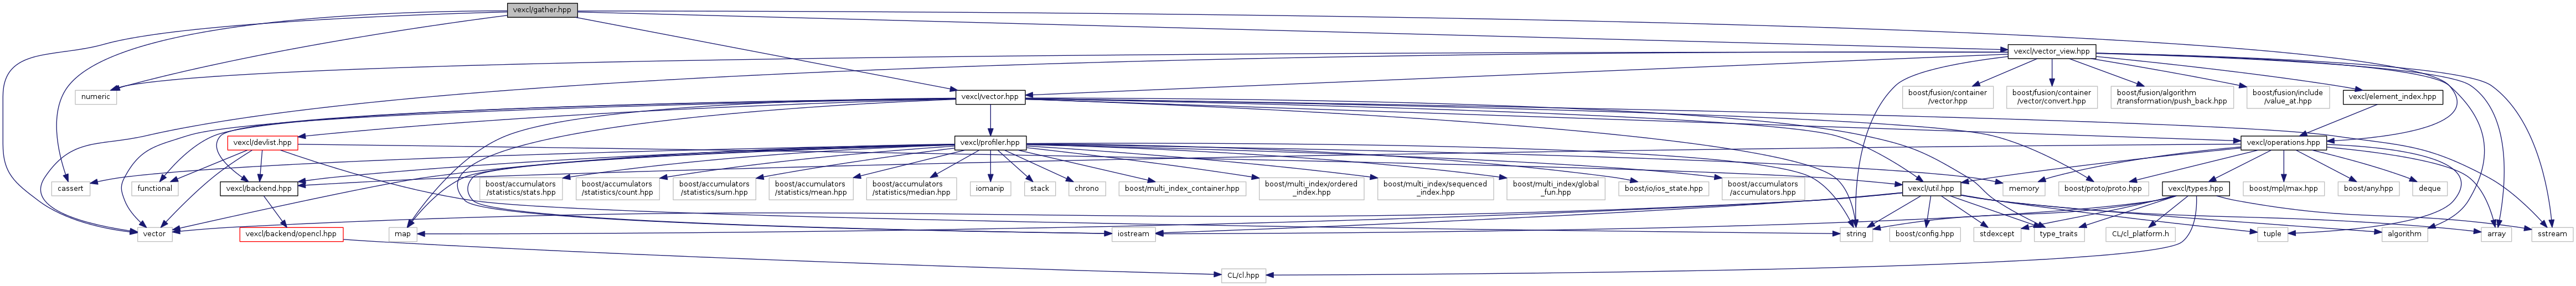 vexcl/gather.hpp
vexcl/vector_view.hpp
numeric
vexcl/vector.hpp
boost/fusion/container
/vector.hpp
boost/fusion/container
/vector/convert.hpp
boost/fusion/algorithm
/transformation/push_back.hpp
boost/fusion/include
/value_at.hpp
vexcl/element_index.hpp
vexcl/devlist.hpp
vexcl/profiler.hpp
vexcl/operations.hpp
cassert
functional
vexcl/backend.hpp
boost/accumulators
/statistics/stats.hpp
boost/accumulators
/statistics/count.hpp
boost/accumulators
/statistics/sum.hpp
boost/accumulators
/statistics/mean.hpp
boost/accumulators
/statistics/median.hpp
iomanip
stack
chrono
boost/multi_index_container.hpp
boost/multi_index/ordered
_index.hpp
boost/multi_index/sequenced
_index.hpp
boost/multi_index/global
_fun.hpp
boost/io/ios_state.hpp
boost/accumulators
/accumulators.hpp
vexcl/util.hpp
memory
boost/proto/proto.hpp
vexcl/types.hpp
boost/mpl/max.hpp
boost/any.hpp
deque
vector
vexcl/backend/opencl.hpp
map
iostream
string
boost/config.hpp
stdexcept
type_traits
CL/cl_platform.h
tuple
algorithm
array
sstream
CL/cl.hpp